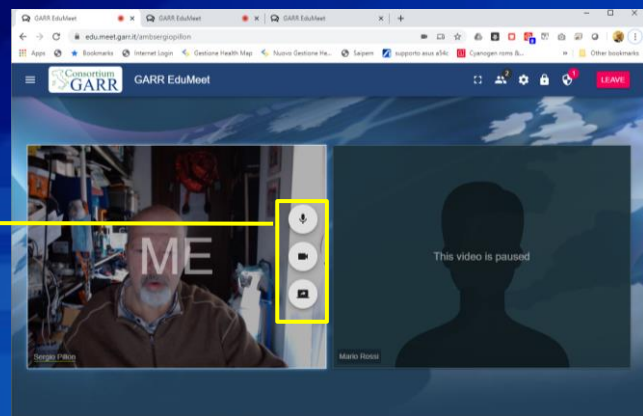 GARR EduMeet
GARR EduMeet
GARR EduMeet
edu.meet.garr.it/ambsergiopillon
Apps
Bookmarks
Internet Login
Gestione Health Map
Nuovo Gestione He...
Saipem
supporto asus a54c
Cyanogen roms &...
Other bookmarks
Consortium
GARR
GARR EduMeet
2
1
LEAVE
ME
This video is paused
Sergio Pillon
Mario Rossi